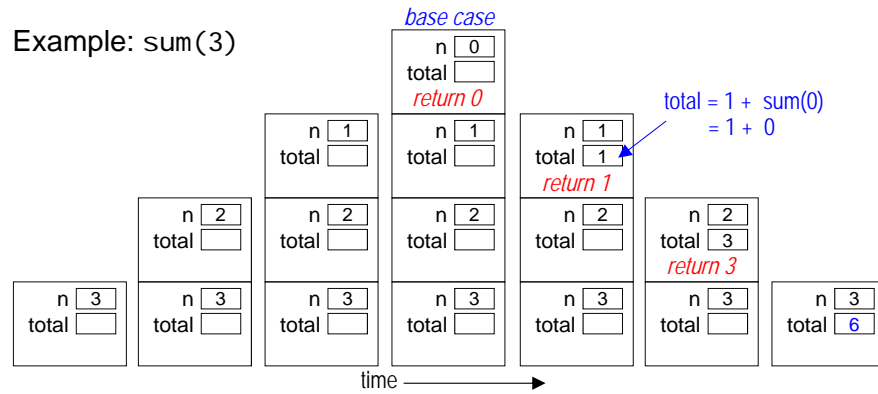 base case
Example: sum(3)
n 0
total
return 0
total = 1 + sum(0)
= 1 + 0
n 1 n 1 n 1
total total total 1
return 1
n 2 n 2 n 2 n 2 n 2
total total total total total 3
return 3
n 3 n 3 n 3 n 3 n 3 n 3 n 3
total total total total total total total 6
time